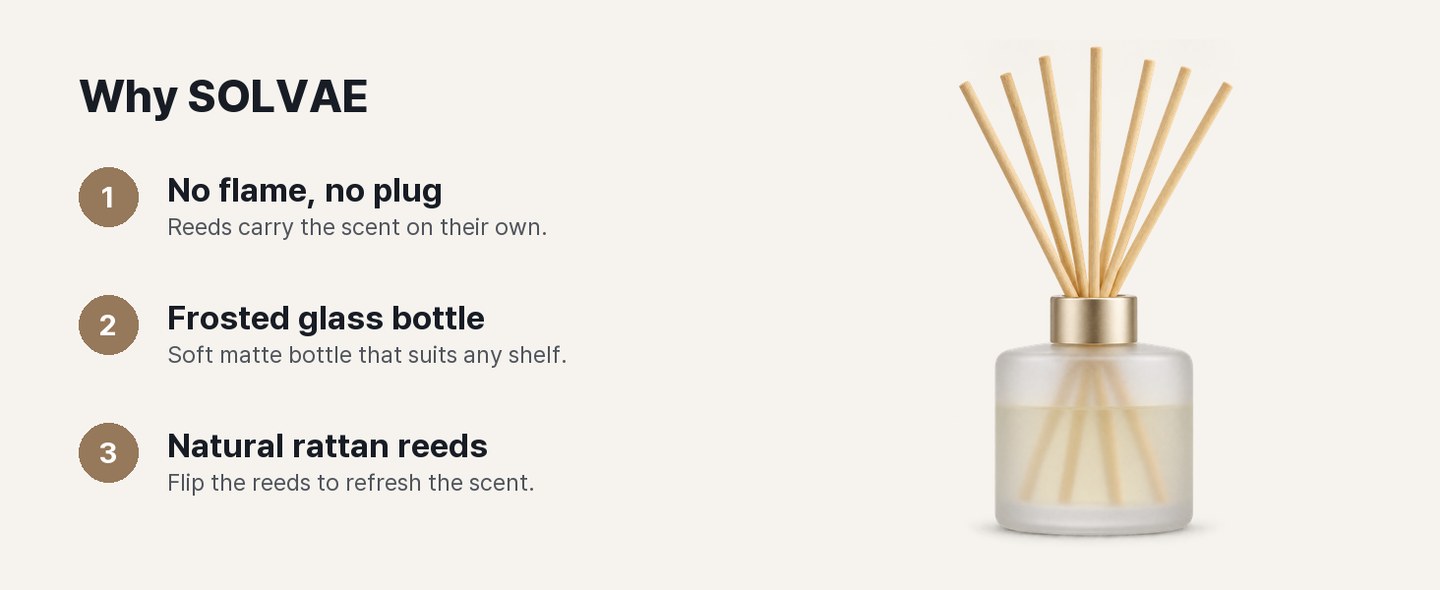 Why SOLVAE
1
No flame, no plug
Reeds carry the scent on their own.
2
Frosted glass bottle
Soft matte bottle that suits any shelf.
3
Natural rattan reeds
Flip the reeds to refresh the scent.